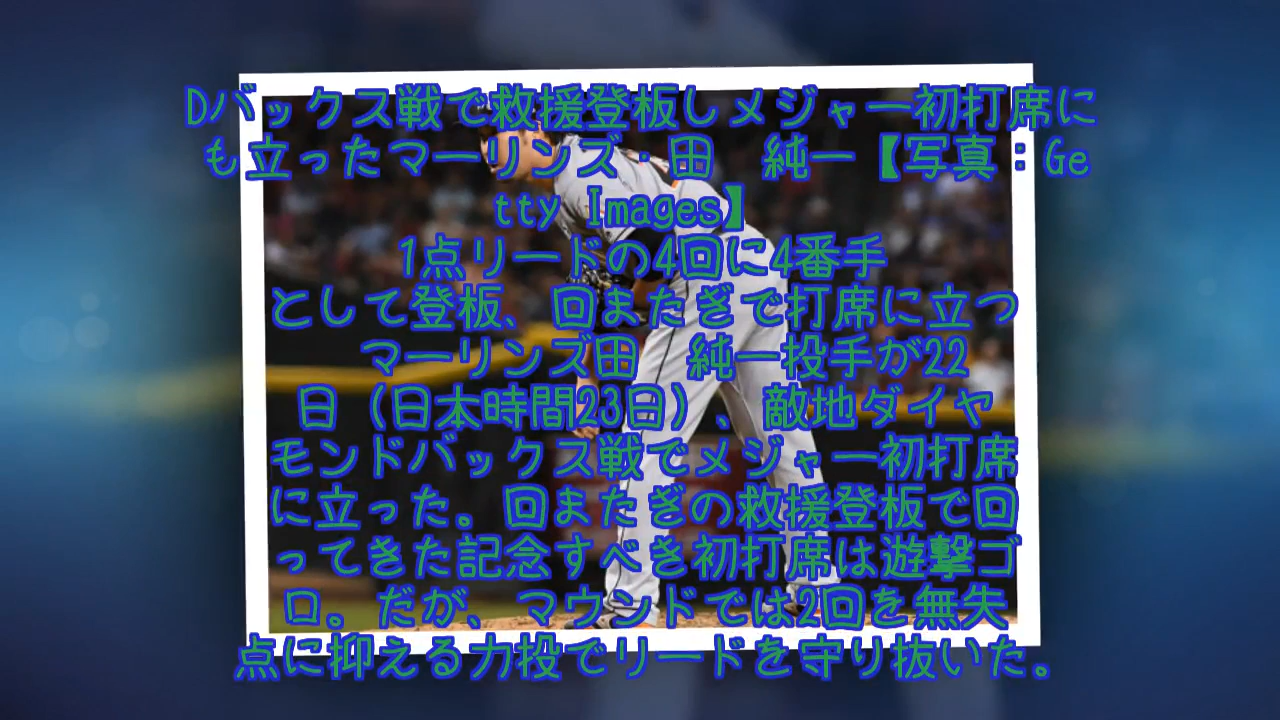 Dバックス戦で救援登板しメジャー初打席に
も立ったマーリンズ・田　純一【写真：Ge
tty Images】
1点リードの4回に4番手
として登板、回またぎで打席に立つ
マーリンズ田　純一投手が22
日（日本時間23日）、敵地ダイヤ
モンドバックス戦でメジャー初打席
に立った。回またぎの救援登板で回
ってきた記念すべき初打席は遊撃ゴ
ロ。だが、マウンドでは2回を無失
点に抑える力投でリードを守り抜いた。